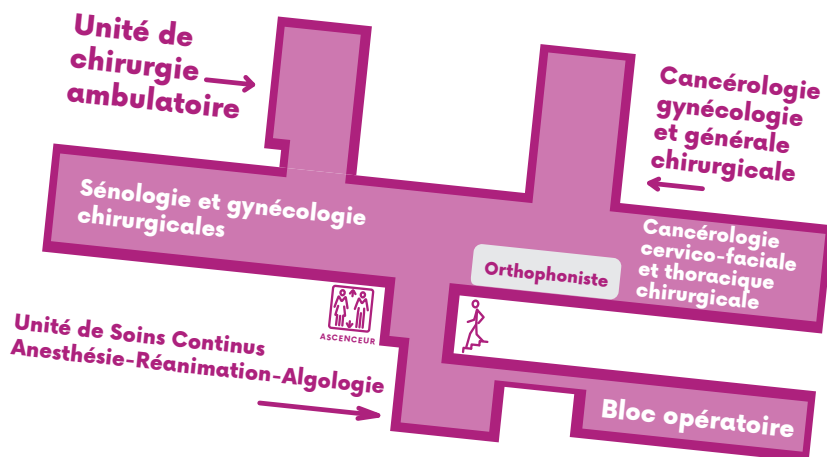 Unité de
chirurgie
ambulatoire
Cancérologie
gynécologie
et générale
chirurgicale
Sénologie et gynécologie
chirurgicales
Cancérologie
cervico-faciale
et thoracique
chirurgicale
Orthophoniste
ASCENCEUR
Unité de Soins Continus
Anesthésie-Réanimation-Algologie
Bloc opératoire